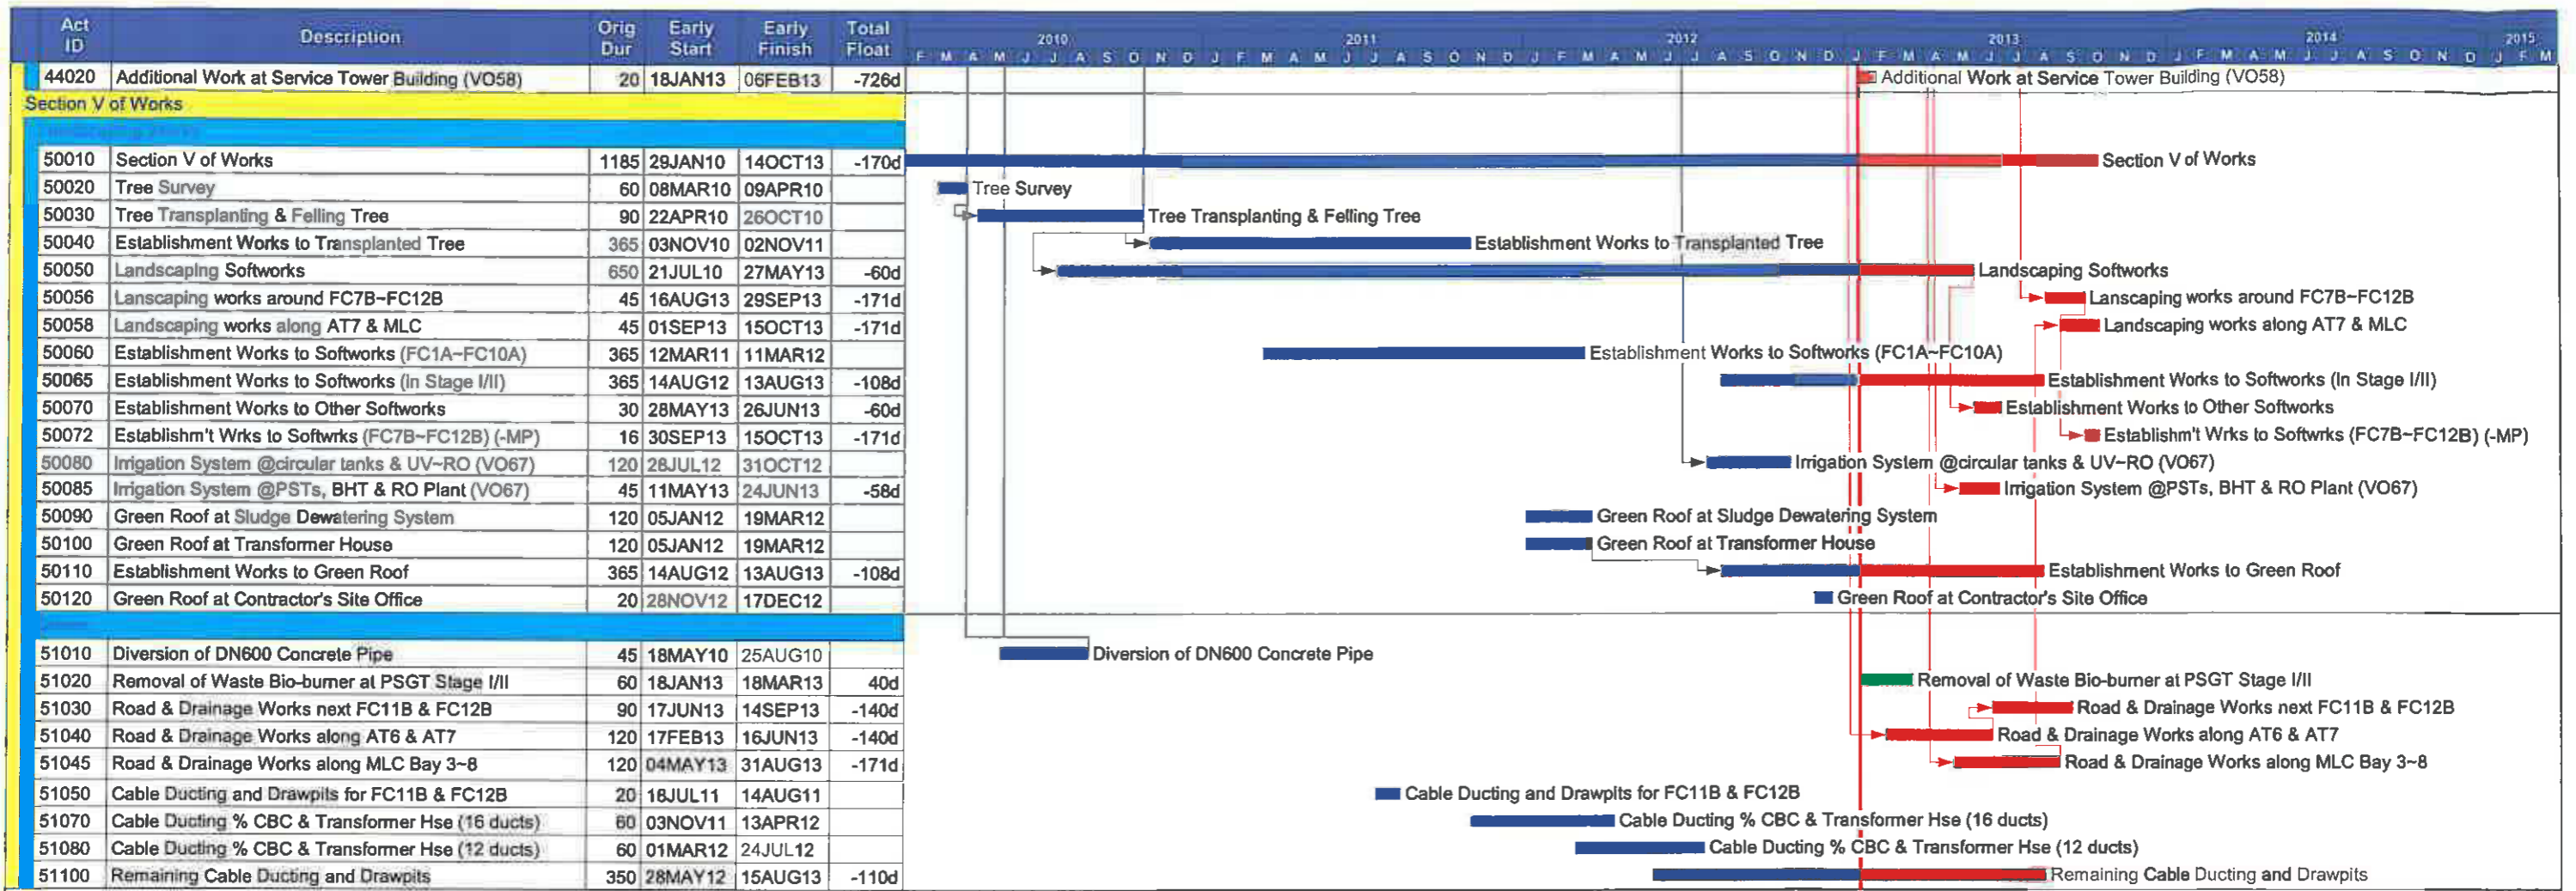 Act ID Description Orig Dur Early Start Early Finish Total Float
2010 2011 2012 2013 2014 2015
F M A M J J A S O N D J F M A M J J A S O N D J F M A M J J A S O N D J F M A M J J A S O N D J F M A M J J A S O N D J F M
44020 Additional Work at Service Tower Building (VO58) 20 18JAN13 06FEB13 -726d Additional Work at Service Tower Building (VO58)
Section V of Works
50010 Section V of Works 1185 29JAN10 14OCT13 -170d Section V of Works
50020 Tree Survey 60 08MAR10 09APR10 Tree Survey
50030 Tree Transplanting & Felling Tree 90 22APR10 26OCT10 Tree Transplanting & Felling Tree
50040 Establishment Works to Transplanted Tree 365 03NOV10 02NOV11 Establishment Works to Transplanted Tree
50050 Landscaping Softworks 650 21JUL10 27MAY13 -60d Landscaping Softworks
50056 Lanscaping works around FC7B~FC12B 45 16AUG13 29SEP13 -171d Lanscaping works around FC7B~FC12B
50058 Landscaping works along AT7 & MLC 45 01SEP13 15OCT13 -171d Landscaping works along AT7 & MLC
50060 Establishment Works to Softworks (FC1A~FC10A) 365 12MAR11 11MAR12 Establishment Works to Softworks (FC1A~FC10A)
50065 Establishment Works to Softworks (In Stage I/II) 365 14AUG12 13AUG13 -108d Establishment Works to Softworks (In Stage I/II)
50070 Establishment Works to Other Softworks 30 28MAY13 26JUN13 -60d Establishment Works to Other Softworks
50072 Establishm't Wrks to Softwrks (FC7B~FC12B) (-MP) 16 30SEP13 15OCT13 -171d Establishm't Wrks to Softwrks (FC7B~FC12B) (-MP)
50080 Irrigation System @circular tanks & UV~RO (VO67) 120 28JUL12 31OCT12 Irrigation System @circular tanks & UV~RO (VO67)
50085 Irrigation System @PSTs, BHT & RO Plant (VO67) 45 11MAY13 24JUN13 -58d Irrigation System @PSTs, BHT & RO Plant (VO67)
50090 Green Roof at Sludge Dewatering System 120 05JAN12 19MAR12 Green Roof at Sludge Dewatering System
50100 Green Roof at Transformer House 120 05JAN12 19MAR12 Green Roof at Transformer House
50110 Establishment Works to Green Roof 365 14AUG12 13AUG13 -108d Establishment Works to Green Roof
50120 Green Roof at Contractor's Site Office 20 28NOV12 17DEC12 Green Roof at Contractor's Site Office
51010 Diversion of DN600 Concrete Pipe 45 18MAY10 25AUG10 Diversion of DN600 Concrete Pipe
51020 Removal of Waste Bio-burner at PSGT Stage I/II 60 18JAN13 18MAR13 40d Removal of Waste Bio-burner at PSGT Stage I/II
51030 Road & Drainage Works next FC11B & FC12B 90 17JUN13 14SEP13 -140d Road & Drainage Works next FC11B & FC12B
51040 Road & Drainage Works along AT6 & AT7 120 17FEB13 16JUN13 -140d Road & Drainage Works along AT6 & AT7
51045 Road & Drainage Works along MLC Bay 3~8 120 04MAY13 31AUG13 -171d Road & Drainage Works along MLC Bay 3~8
51050 Cable Ducting and Drawpits for FC11B & FC12B 20 18JUL11 14AUG11 Cable Ducting and Drawpits for FC11B & FC12B
51070 Cable Ducting % CBC & Transformer Hse (16 ducts) 60 03NOV11 13APR12 Cable Ducting % CBC & Transformer Hse (16 ducts)
51080 Cable Ducting % CBC & Transformer Hse (12 ducts) 60 01MAR12 24JUL12 Cable Ducting % CBC & Transformer Hse (12 ducts)
51100 Remaining Cable Ducting and Drawpits 350 28MAY12 15AUG13 -110d Remaining Cable Ducting and Drawpits